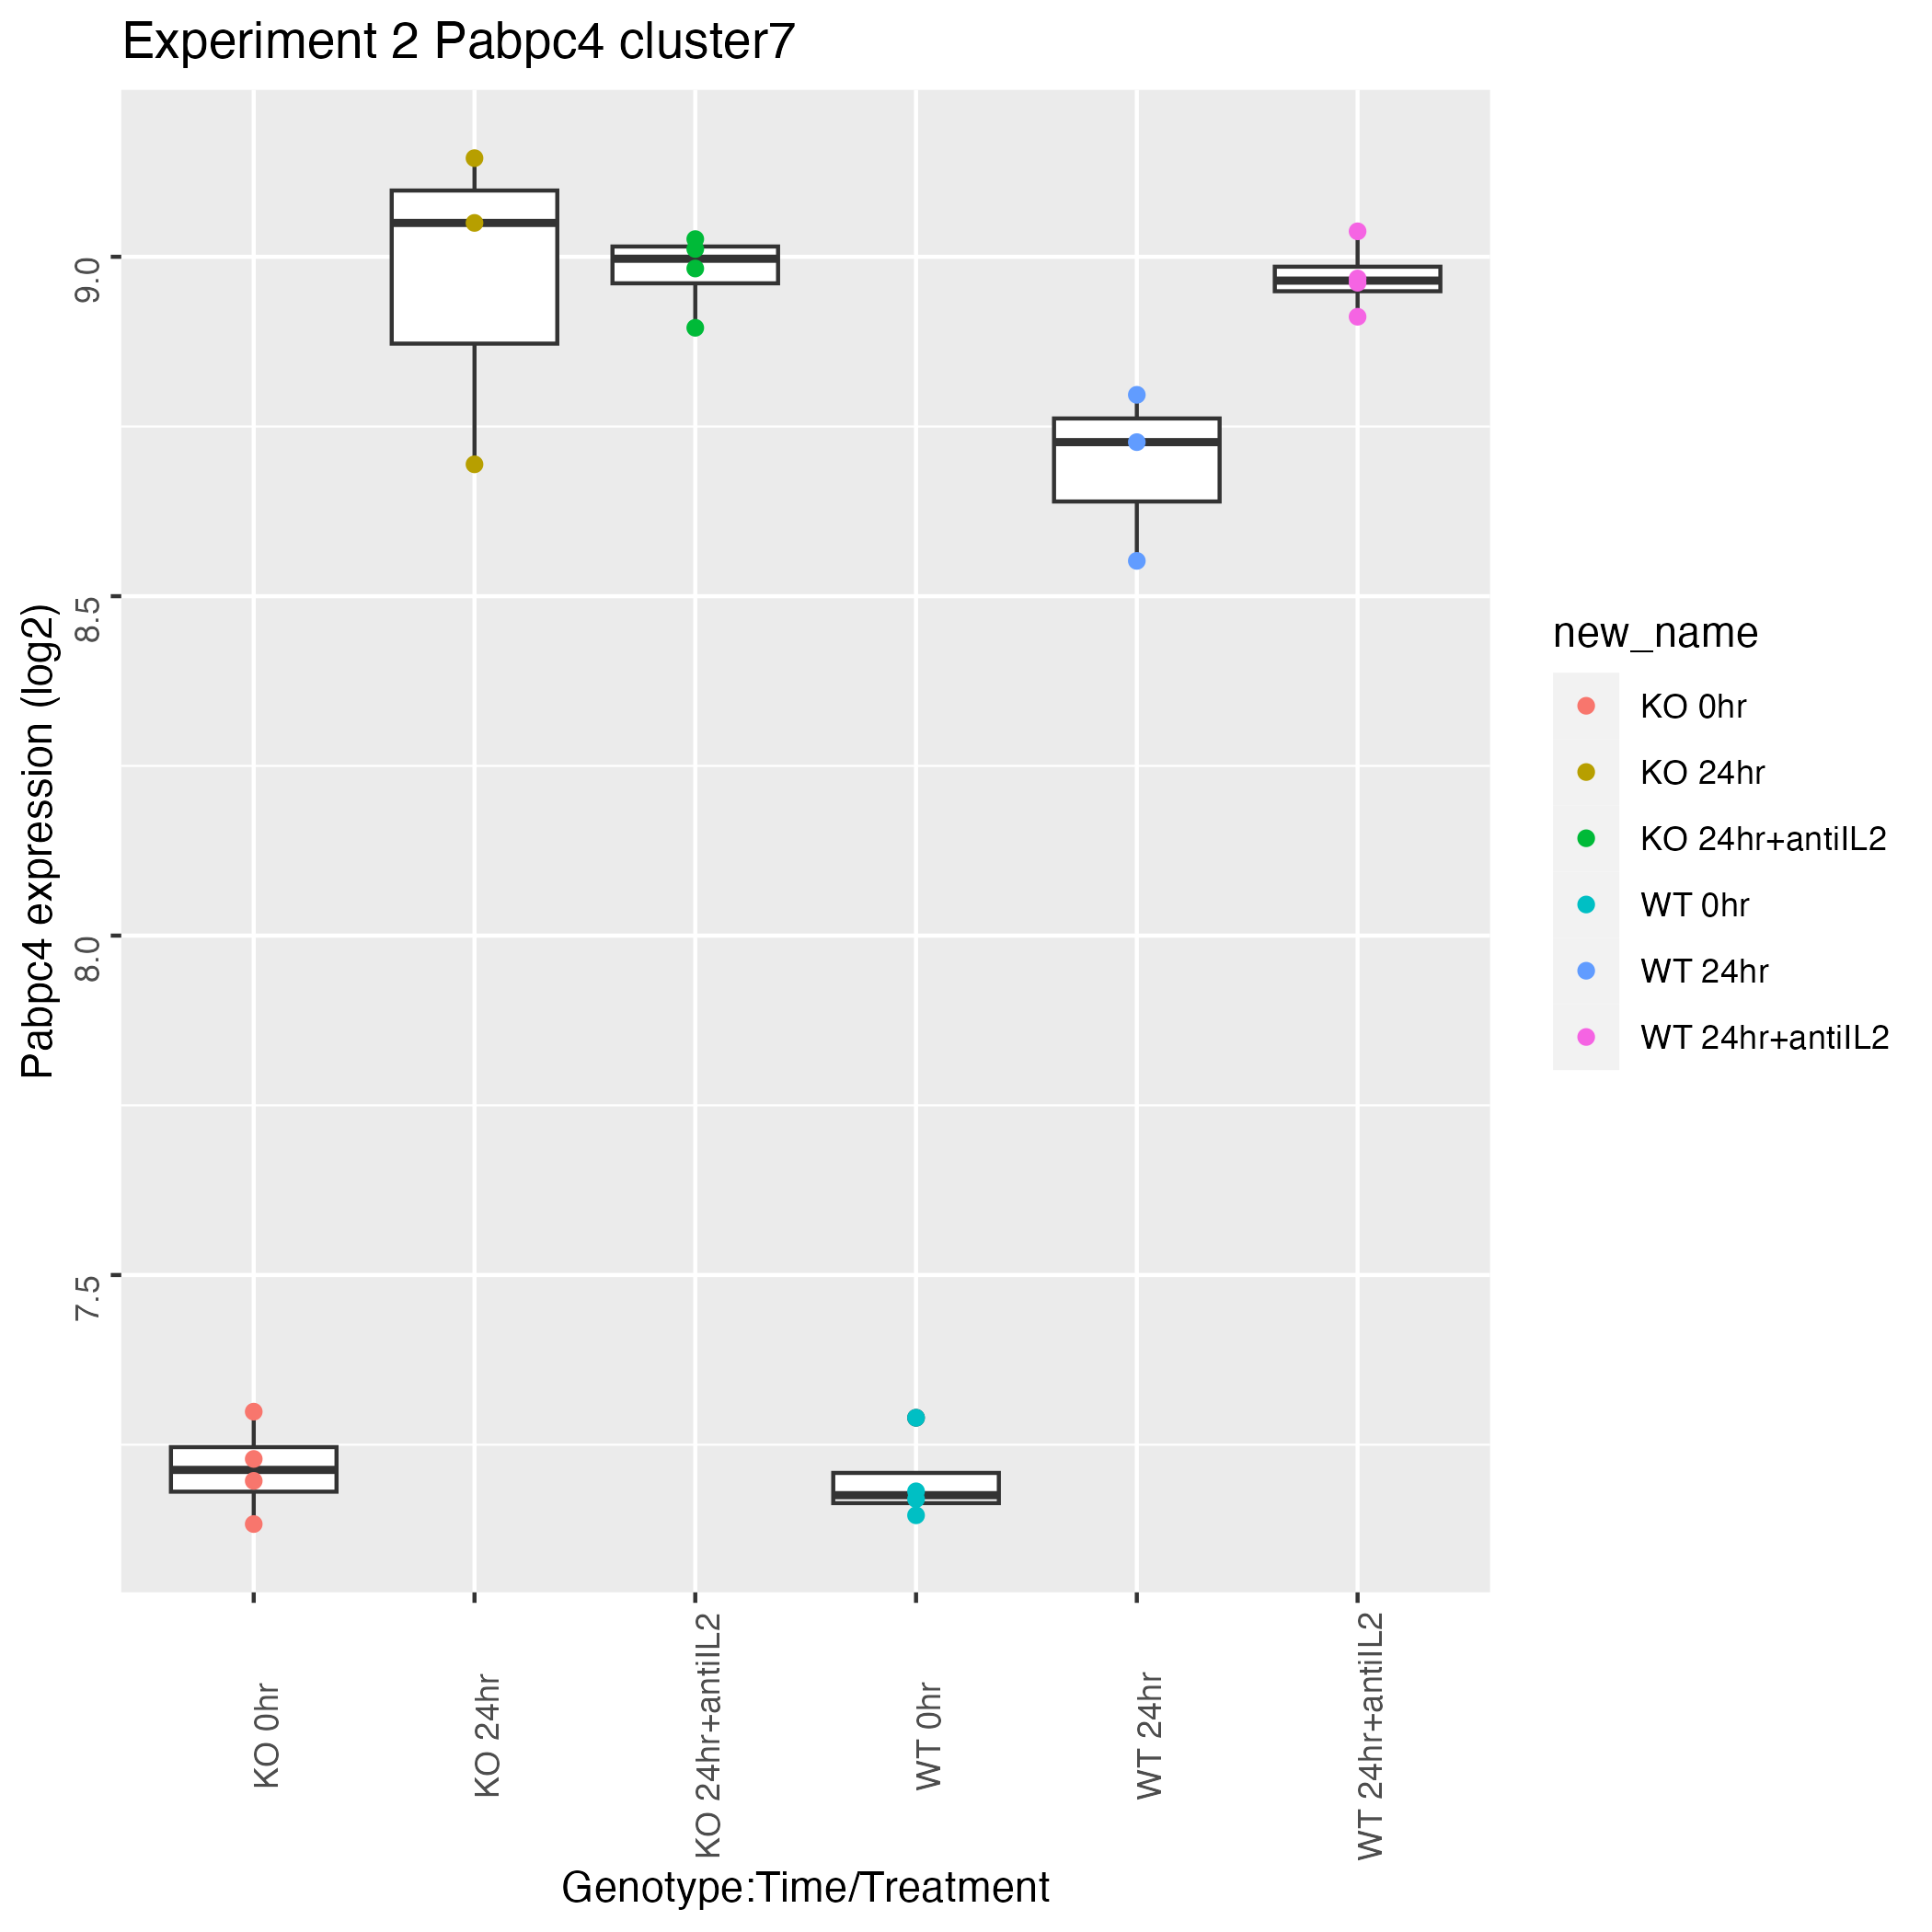 Experiment 2 Pabpc4 cluster7
Pabpc4 expression (log2)
9.0
8.5
8.0
7.5
KO 0hr
KO 24hr
KO 24hr+antiIL2
WT 0hr
WT 24hr
WT 24hr+antiIL2
Genotype:Time/Treatment
new_name
KO 0hr
KO 24hr
KO 24hr+antiIL2
WT 0hr
WT 24hr
WT 24hr+antiIL2